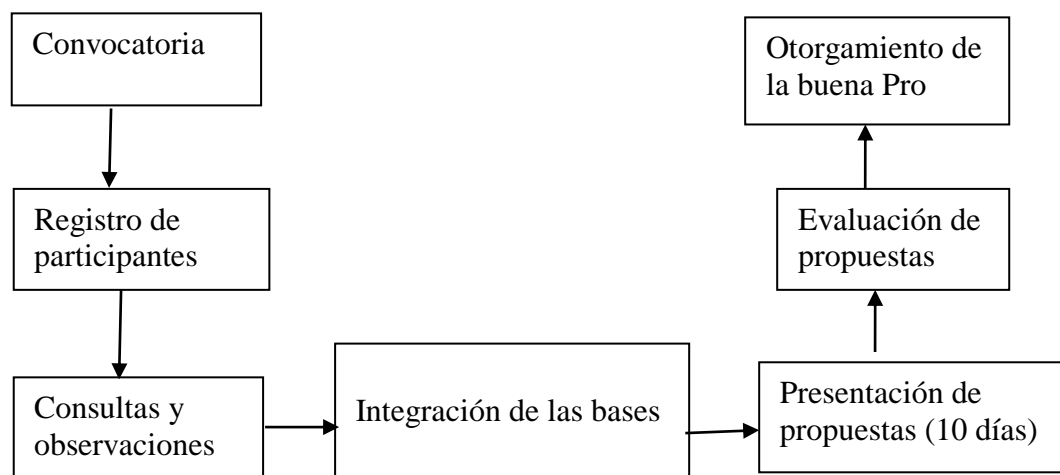 Convocatoria
Registro de
participantes
Consultas y
observaciones
Integración de las bases
Presentación de
propuestas (10 días)
Evaluación de
propuestas
Otorgamiento de
la buena Pro